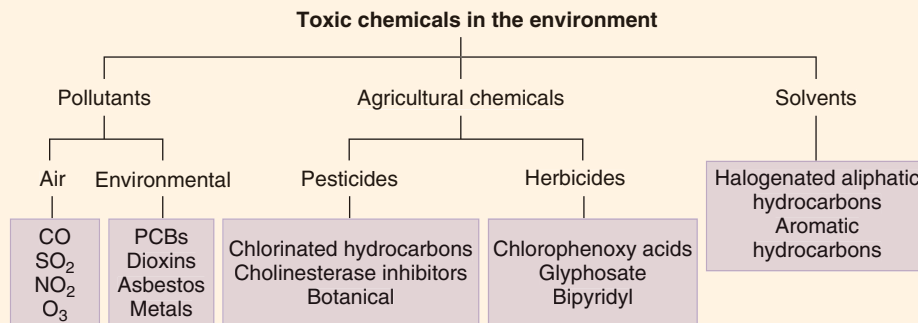 Toxic chemicals in the environment
Pollutants
Agricultural chemicals
Solvents
Air
Environmental
Pesticides
Herbicides
CO
SO₂
NO₂
O₃
PCBs
Dioxins
Asbestos
Metals
Chlorinated hydrocarbons
Cholinesterase inhibitors
Botanical
Chlorophenoxy acids
Glyphosate
Bipyridyl
Halogenated aliphatic
hydrocarbons
Aromatic
hydrocarbons